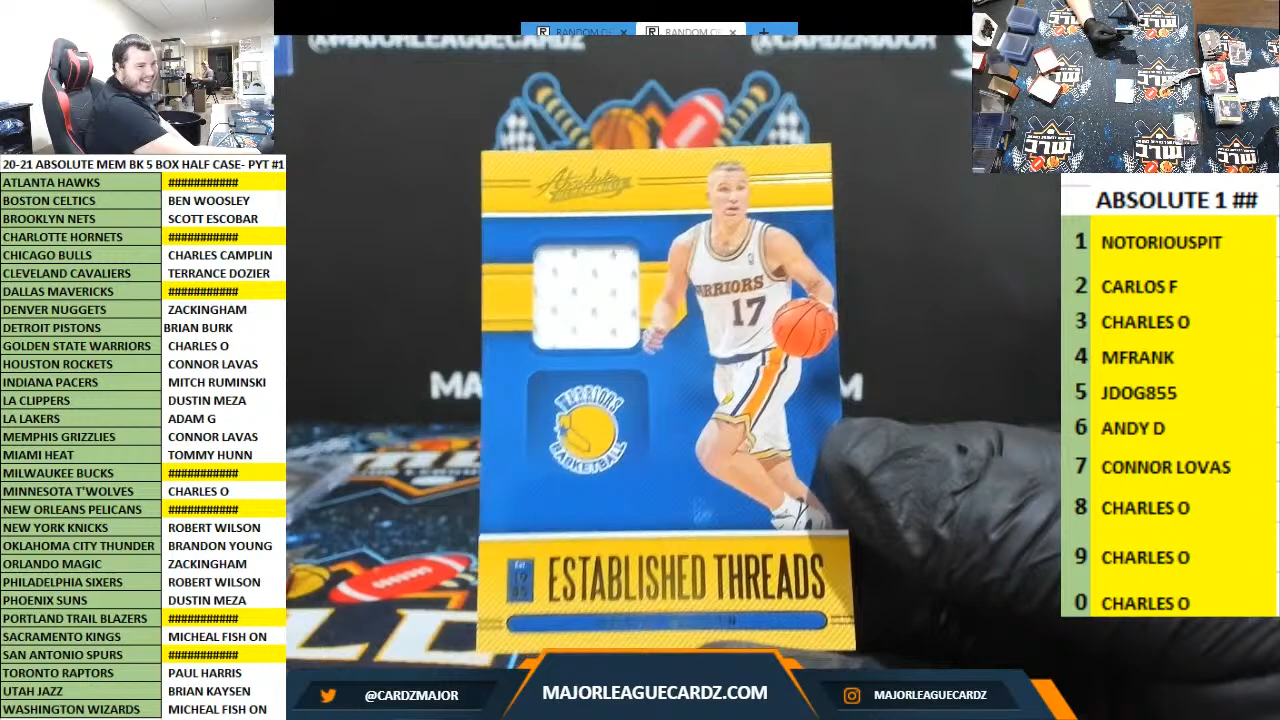 RANDOM.OR
RANDOM.OR
@MAJORLEAGUECARDZ
@CARDZMAJOR
20-21 ABSOLUTE MEM BK 5 BOX HALF CASE- PYT #1
ATLANTA HAWKS ###########
BOSTON CELTICS BEN WOOSLEY
BROOKLYN NETS SCOTT ESCOBAR
CHARLOTTE HORNETS ###########
CHICAGO BULLS CHARLES CAMPLIN
CLEVELAND CAVALIERS TERRANCE DOZIER
DALLAS MAVERICKS ###########
DENVER NUGGETS ZACKINGHAM
DETROIT PISTONS BRIAN BURK
GOLDEN STATE WARRIORS CHARLES O
HOUSTON ROCKETS CONNOR LAVAS
INDIANA PACERS MITCH RUMINSKI
LA CLIPPERS DUSTIN MEZA
LA LAKERS ADAM G
MEMPHIS GRIZZLIES CONNOR LAVAS
MIAMI HEAT TOMMY HUNN
MILWAUKEE BUCKS ###########
MINNESOTA T'WOLVES CHARLES O
NEW ORLEANS PELICANS ###########
NEW YORK KNICKS ROBERT WILSON
OKLAHOMA CITY THUNDER BRANDON YOUNG
ORLANDO MAGIC ZACKINGHAM
PHILADELPHIA SIXERS ROBERT WILSON
PHOENIX SUNS DUSTIN MEZA
PORTLAND TRAIL BLAZERS ###########
SACRAMENTO KINGS MICHEAL FISH ON
SAN ANTONIO SPURS ###########
TORONTO RAPTORS PAUL HARRIS
UTAH JAZZ BRIAN KAYSEN
WASHINGTON WIZARDS MICHEAL FISH ON
Absolute
WARRIORS
17
WARRIORS
BASKETBALL
ESTABLISHED THREADS
ABSOLUTE 1 ##
1 NOTORIOUSPIT
2 CARLOS F
3 CHARLES O
4 MFRANK
5 JDOG855
6 ANDY D
7 CONNOR LOVAS
8 CHARLES O
9 CHARLES O
0 CHARLES O
@CARDZMAJOR
MAJORLEAGUECARDZ.COM
MAJORLEAGUECARDZ